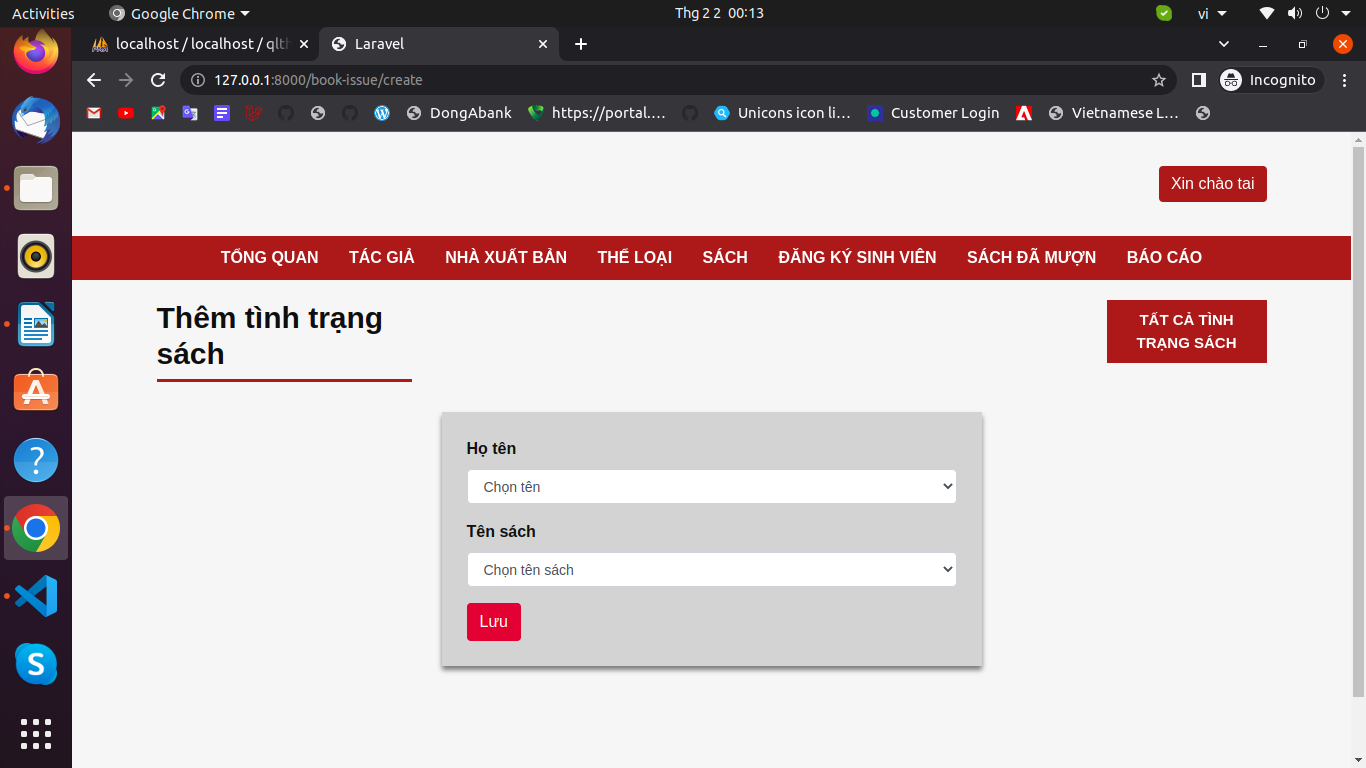 Activities
Google Chrome
Thg 2 2 00:13
vi
localhost / localhost / qlth
Laravel
127.0.0.1:8000/book-issue/create
Incognito
DongAbank
https://portal....
Unicons icon li...
Customer Login
Vietnamese L...
Xin chào tai
TỔNG QUAN
TÁC GIẢ
NHÀ XUẤT BẢN
THỂ LOẠI
SÁCH
ĐĂNG KÝ SINH VIÊN
SÁCH ĐÃ MƯỢN
BÁO CÁO
Thêm tình trạng
sách
TẤT CẢ TÌNH
TRẠNG SÁCH
Họ tên
Chọn tên
Tên sách
Chọn tên sách
Lưu